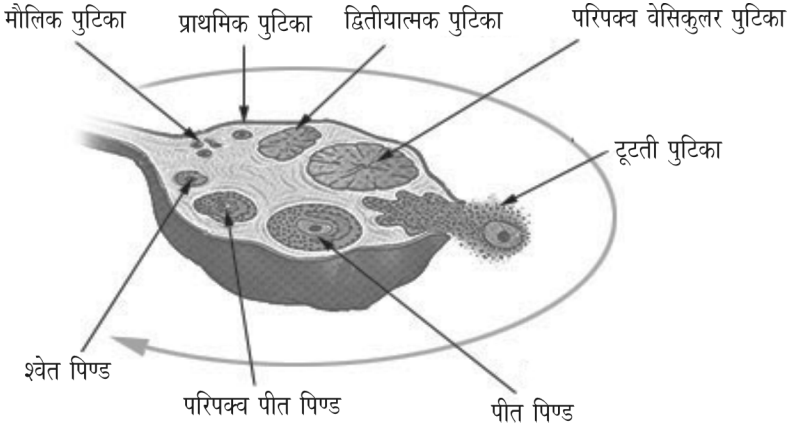 मौलिक पुटिका
प्राथमिक पुटिका
द्वितीयात्मक पुटिका
परिपक्व वेसिकुलर पुटिका
टूटती पुटिका
श्वेत पिण्ड
परिपक्व पीत पिण्ड
पीत पिण्ड